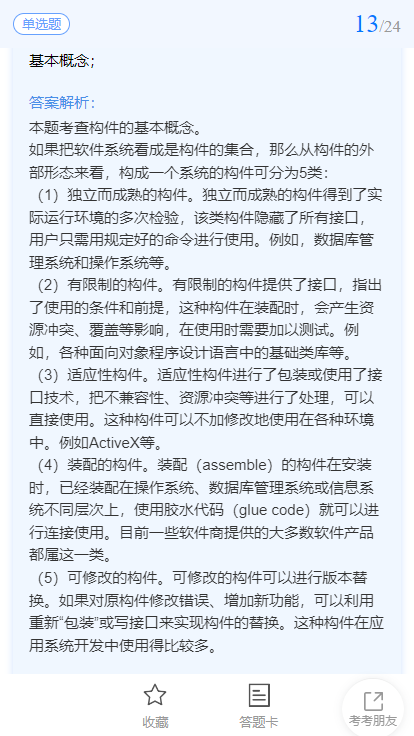 单选题
13/24
基本概念；
答案解析：
本题考查构件的基本概念。
如果把软件系统看成是构件的集合，那么从构件的外
部形态来看，构成一个系统的构件可分为5类：
（1）独立而成熟的构件。独立而成熟的构件得到了实
际运行环境的多次检验，该类构件隐藏了所有接口，
用户只需用规定好的命令进行使用。例如，数据库管
理系统和操作系统等。
（2）有限制的构件。有限制的构件提供了接口，指出
了使用的条件和前提，这种构件在装配时，会产生资
源冲突、覆盖等影响，在使用时需要加以测试。例
如，各种面向对象程序设计语言中的基础类库等。
（3）适应性构件。适应性构件进行了包装或使用了接
口技术，把不兼容性、资源冲突等进行了处理，可以
直接使用。这种构件可以不加修改地使用在各种环境
中。例如ActiveX等。
（4）装配的构件。装配（assemble）的构件在安装
时，已经装配在操作系统、数据库管理系统或信息系
统不同层次上，使用胶水代码（glue code）就可以进
行连接使用。目前一些软件商提供的大多数软件产品
都属这一类。
（5）可修改的构件。可修改的构件可以进行版本替
换。如果对原构件修改错误、增加新功能，可以利用
重新“包装”或写接口来实现构件的替换。这种构件在应
用系统开发中使用得比较多。
收藏
答题卡
考考朋友